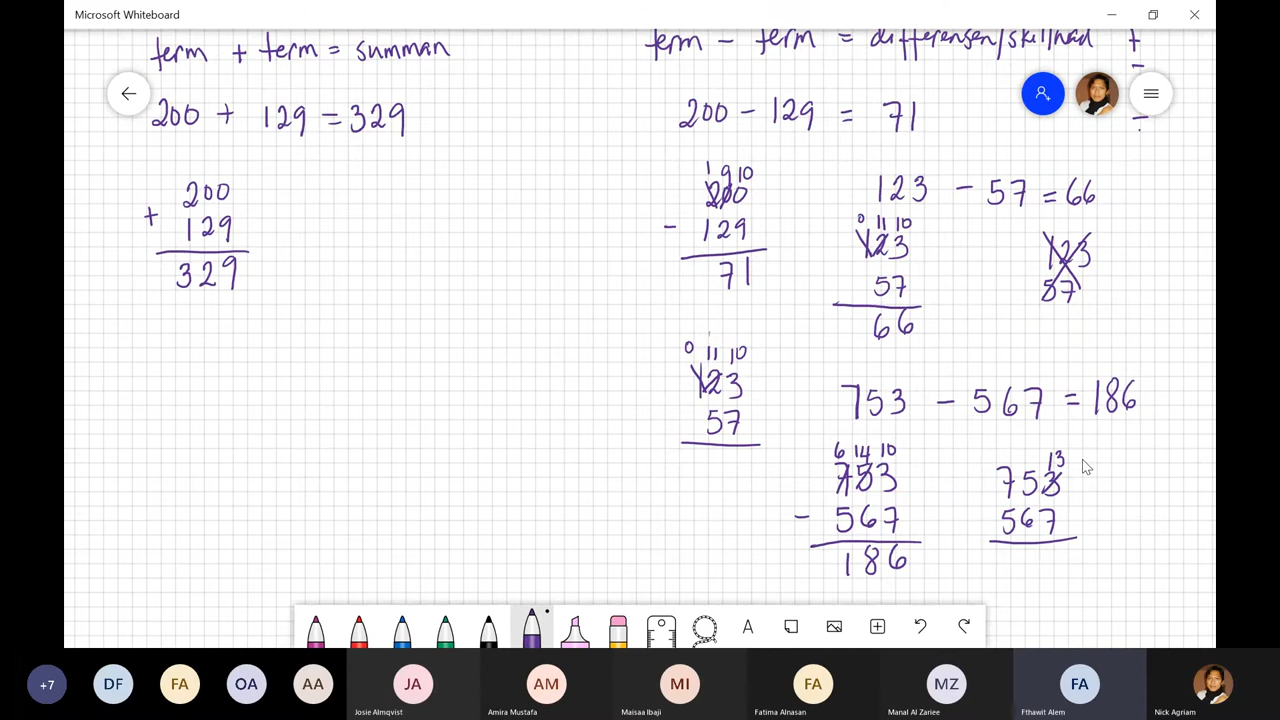 Microsoft Whiteboard
term + term = summan
200 + 129 = 329
200
+ 129
329
term - term = differensen/skillnad
+
-
200 - 129 = 71
1 9 10
200
- 129
71
123 - 57 = 66
0 11 10
123
57
66
123
57
0 11 10
123
57
753 - 567 = 186
6 14 10
753
- 567
186
13
753
567
A
+7
DF
FA
OA
AA
JA
Josie Almqvist
AM
Amira Mustafa
MI
Maisaa Ibaji
FA
Fatima Alnasan
MZ
Manal Al Zariee
FA
Fthawit Alem
Nick Agriam